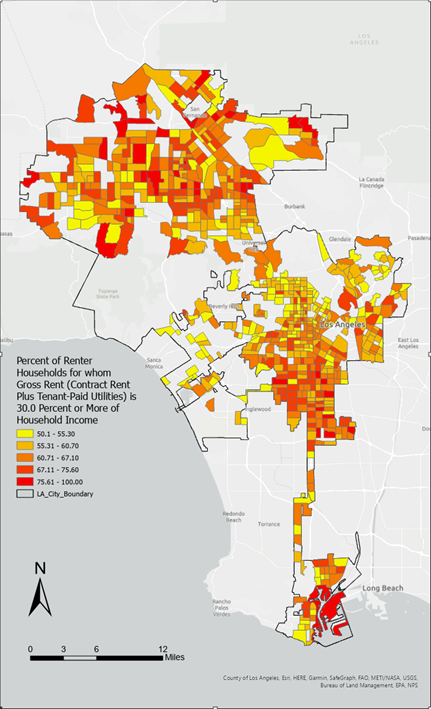 LOS
ANGELES
San
Fernando
La Canada
Flintridge
Burbank
Glendale
Pasadena
Universal
Topanga
State Park
Beverly Hills
Los Angeles
East Los
Angeles
Santa
Monica
Inglewood
Percent of Renter
Households for whom
Gross Rent (Contract Rent
Plus Tenant-Paid Utilities) is
30.0 Percent or More of
Household Income
50.1 - 55.30
55.31 - 60.70
60.71 - 67.10
67.11 - 75.60
75.61 - 100.00
LA_City_Boundary
Redondo
Beach
Torrance
N
Long Beach
Rancho
Palos
Verdes
0 3 6 12
Miles
County of Los Angeles, Esri, HERE, Garmin, SafeGraph, FAO, METI/NASA, USGS,
Bureau of Land Management, EPA, NPS